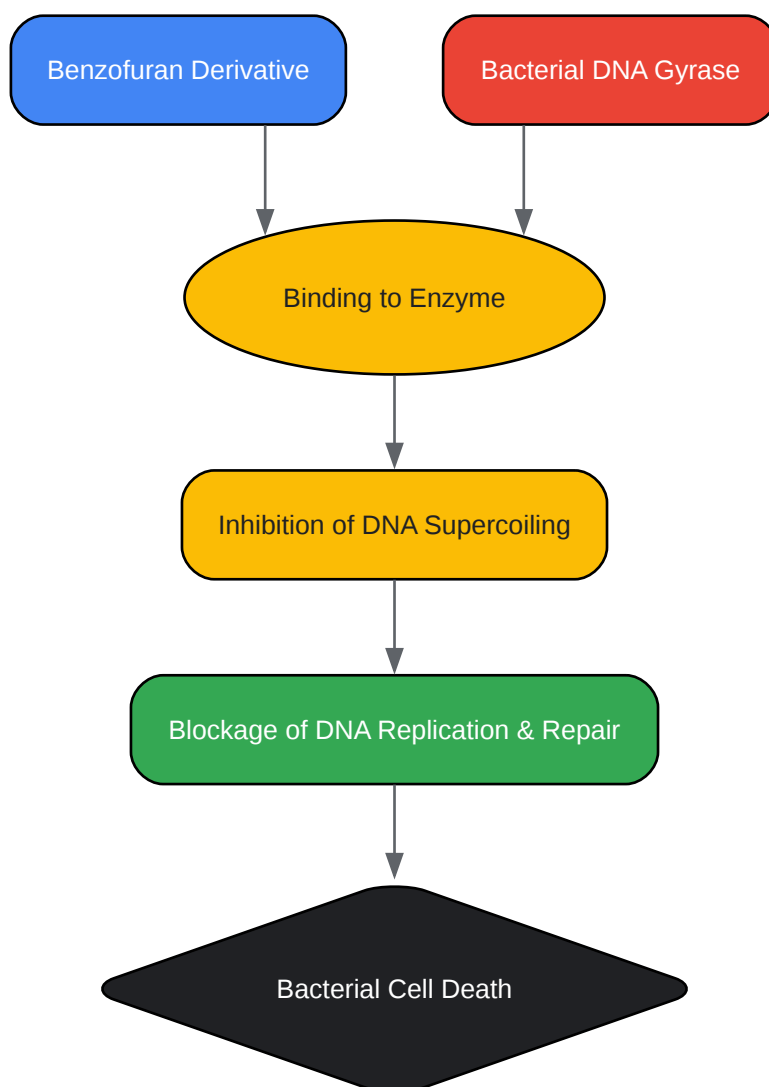 Benzofuran Derivative
Bacterial DNA Gyrase
Binding to Enzyme
Inhibition of DNA Supercoiling
Blockage of DNA Replication & Repair
Bacterial Cell Death